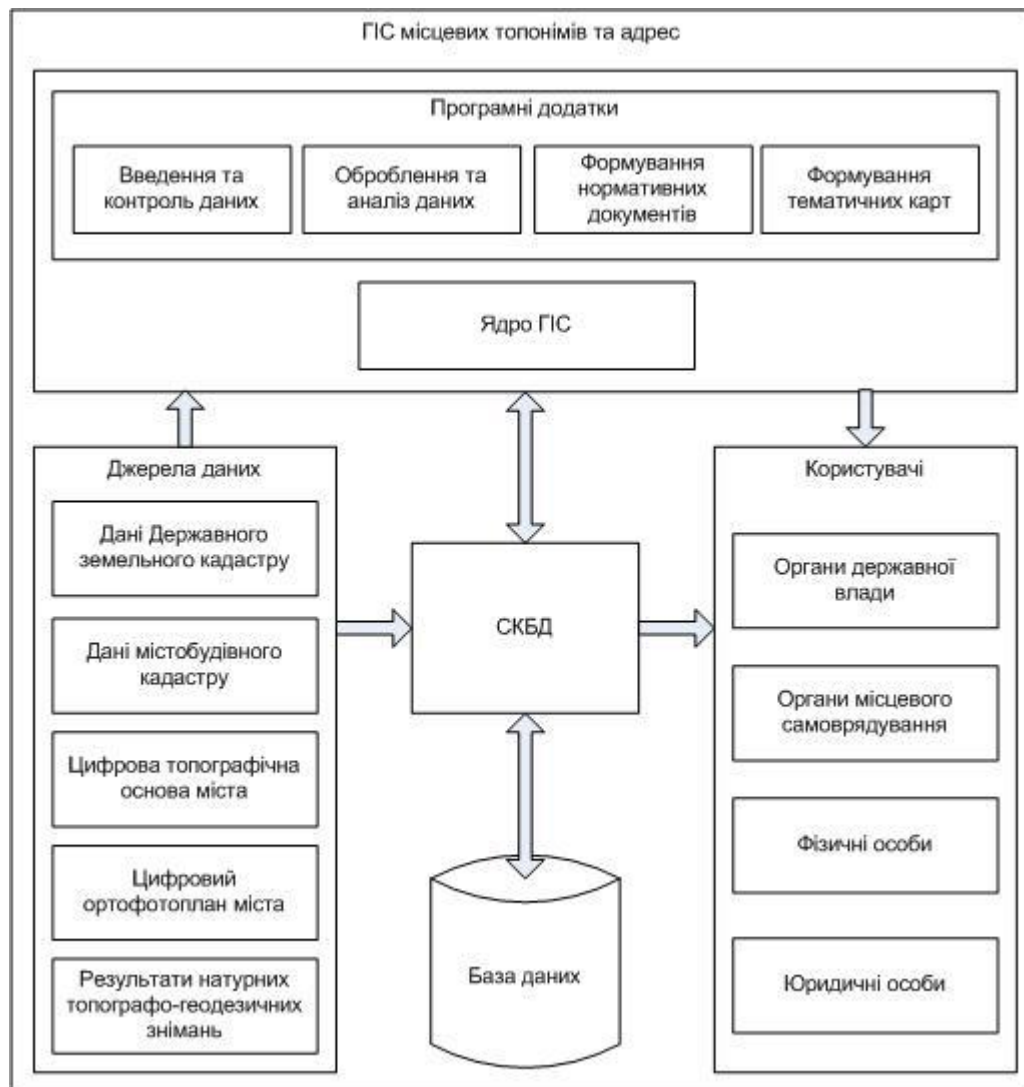 ГІС місцевих топонімів та адрес
Програмні додатки
Введення та
контроль даних
Оброблення та
аналіз даних
Формування
нормативних
документів
Формування
тематичних карт
Ядро ГІС
Джерела даних
Дані Державного
земельного кадастру
Дані містобудівного
кадастру
Цифрова топографічна
основа міста
Цифровий
ортофотоплан міста
Результати натурних
топографо-геодезичних
знімань
СКБД
База даних
Користувачі
Органи державної
влади
Органи місцевого
самоврядування
Фізичні особи
Юридичні особи